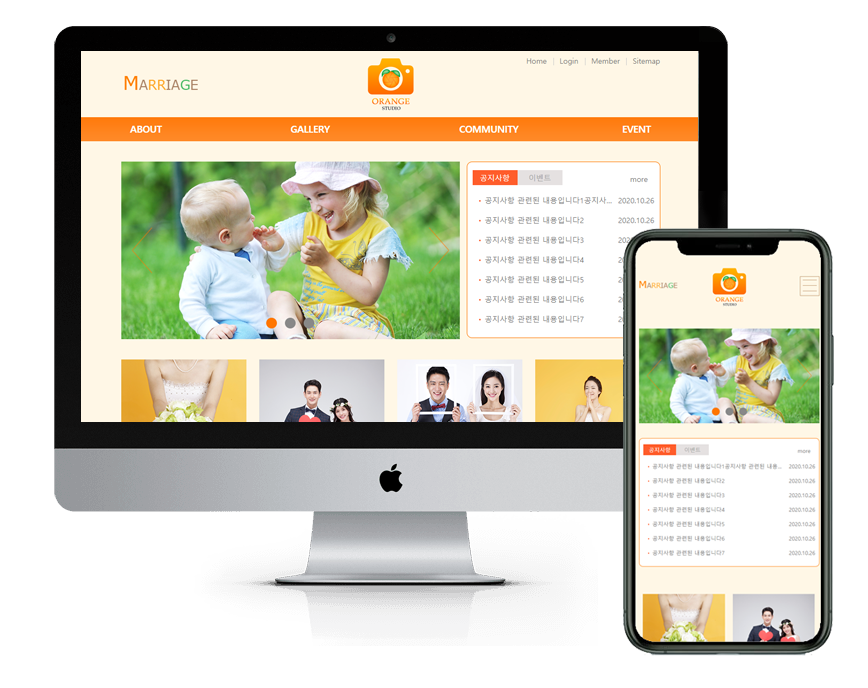 Home | Login | Member | Sitemap
MARRIAGE
ORANGE
STUDIO
ABOUT GALLERY COMMUNITY EVENT
공지사항 이벤트 more
공지사항 관련된 내용입니다1공지사... 2020.10.26
공지사항 관련된 내용입니다2 2020.10.26
공지사항 관련된 내용입니다3 20
공지사항 관련된 내용입니다4 2
공지사항 관련된 내용입니다5 2
공지사항 관련된 내용입니다6 2
공지사항 관련된 내용입니다7 2
MARRIAGE
ORANGE
STUDIO
공지사항 이벤트 more
공지사항 관련된 내용입니다1공지사항 관련된 내용... 2020.10.26
공지사항 관련된 내용입니다2 2020.10.26
공지사항 관련된 내용입니다3 2020.10.26
공지사항 관련된 내용입니다4 2020.10.26
공지사항 관련된 내용입니다5 2020.10.26
공지사항 관련된 내용입니다6 2020.10.26
공지사항 관련된 내용입니다7 2020.10.26